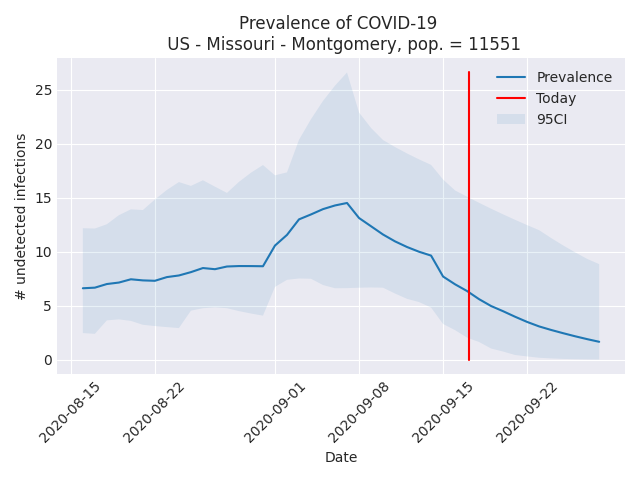 Prevalence of COVID-19
US - Missouri - Montgomery, pop. = 11551
Prevalence
Today
95CI
# undetected infections
25
20
15
10
5
0
2020-08-15
2020-08-22
2020-09-01
2020-09-08
2020-09-15
2020-09-22
Date